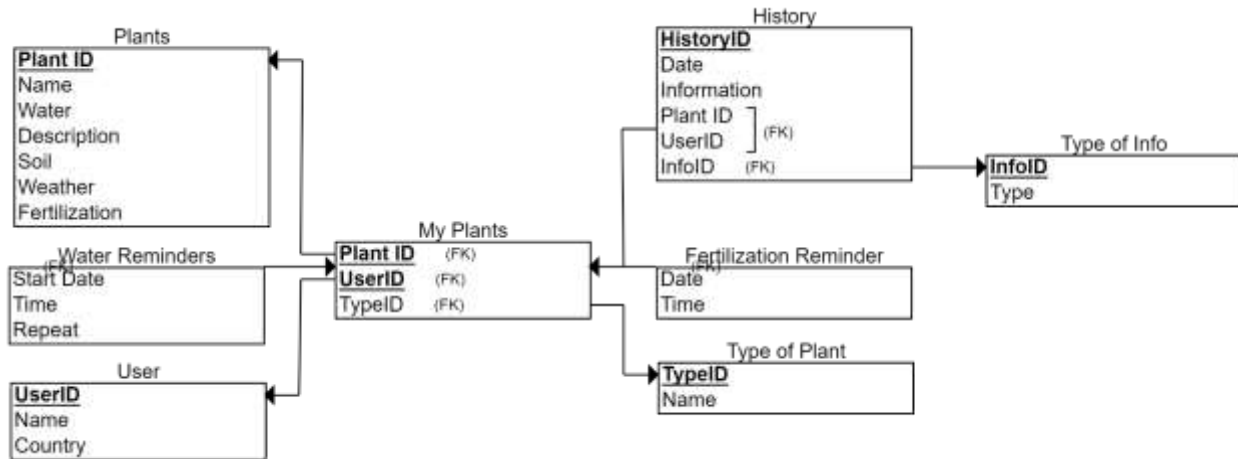 Plants
Plant ID
Name
Water
Description
Soil
Weather
Fertilization
History
HistoryID
Date
Information
Plant ID
UserID
(FK)
InfoID (FK)
Type of Info
InfoID
Type
My Plants
Plant ID (FK)
UserID (FK)
TypeID (FK)
Water Reminders
(FK)
Start Date
Time
Repeat
Fertilization Reminder
(FK)
Date
Time
User
UserID
Name
Country
Type of Plant
TypeID
Name